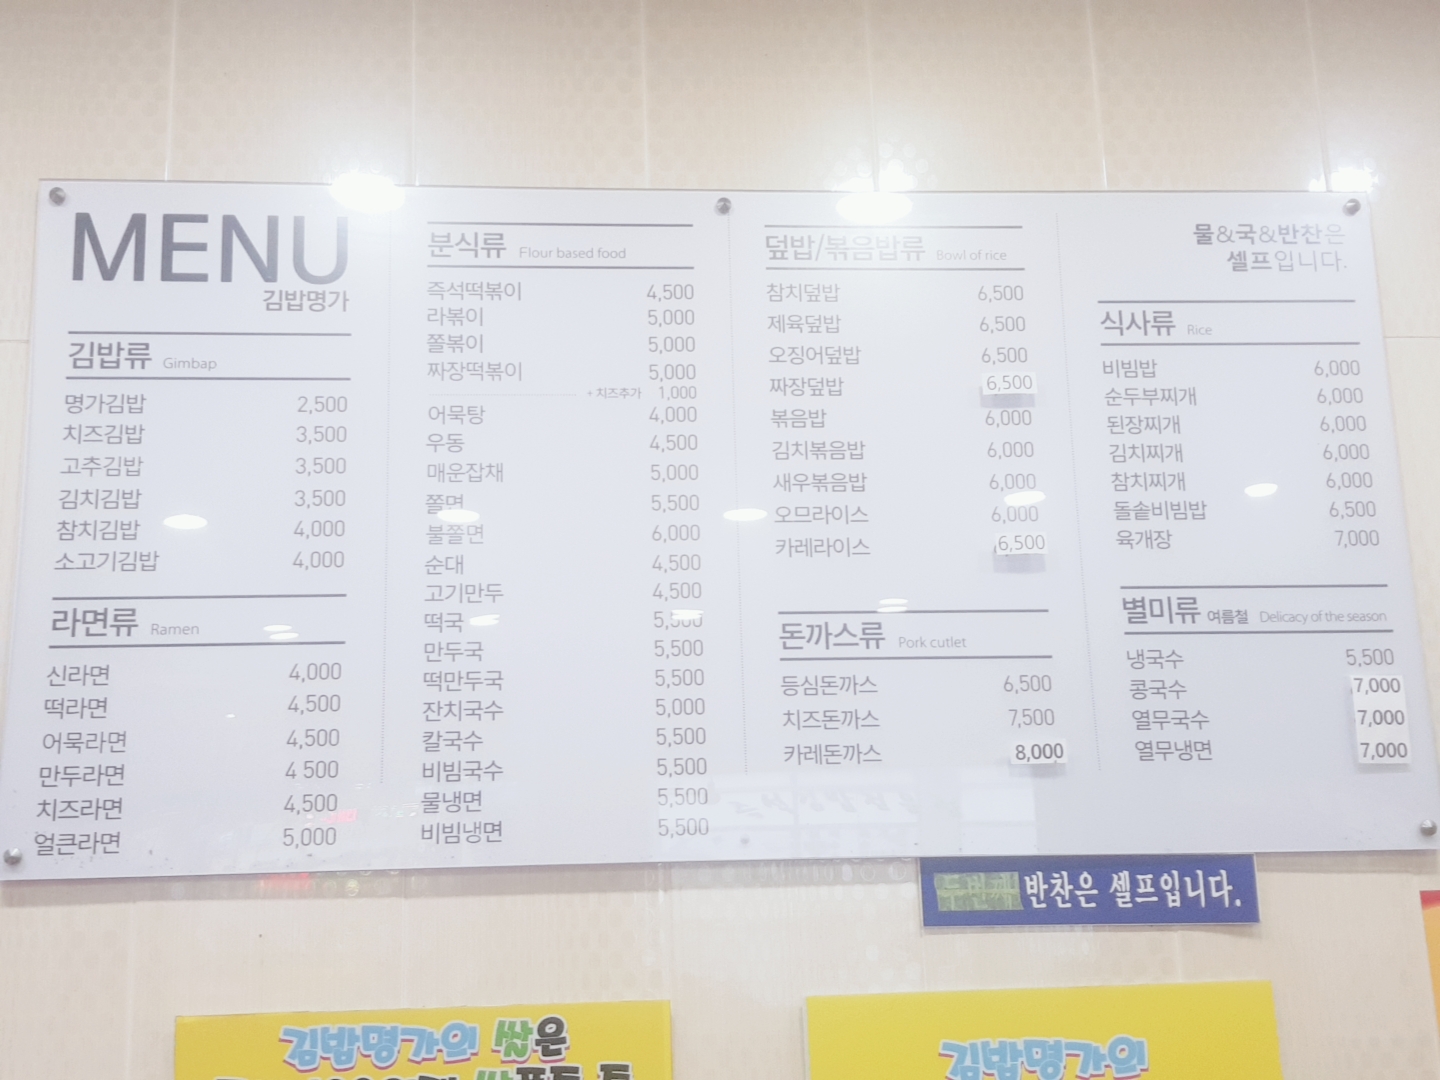 MENU
김밥명가
김밥류 Gimbap
명가김밥 2,500
치즈김밥 3,500
고추김밥 3,500
김치김밥 3,500
참치김밥 4,000
소고기김밥 4,000
라면류 Ramen
신라면 4,000
떡라면 4,500
어묵라면 4,500
만두라면 4 500
치즈라면 4,500
얼큰라면 5,000
분식류 Flour based food
즉석떡볶이 4,500
라볶이 5,000
쫄볶이 5,000
짜장떡볶이 5,000
+ 치즈추가 1,000
어묵탕 4,000
우동 4,500
매운잡채 5,000
쫄면 5,500
불쫄면 6,000
순대 4,500
고기만두 4,500
떡국 5,500
만두국 5,500
떡만두국 5,500
잔치국수 5,000
칼국수 5,500
비빔국수 5,500
물냉면 5,500
비빔냉면 5,500
덮밥/볶음밥류 Bowl of rice
참치덮밥 6,500
제육덮밥 6,500
오징어덮밥 6,500
짜장덮밥 6,500
볶음밥 6,000
김치볶음밥 6,000
새우볶음밥 6,000
오므라이스 6,000
카레라이스 6,500
돈까스류 Pork cutlet
등심돈까스 6,500
치즈돈까스 7,500
카레돈까스 8,000
물&국&반찬은
셀프입니다.
식사류 Rice
비빔밥 6,000
순두부찌개 6,000
된장찌개 6,000
김치찌개 6,000
참치찌개 6,000
돌솥비빔밥 6,500
육개장 7,000
별미류 여름철 Delicacy of the season
냉국수 5,500
콩국수 7,000
열무국수 7,000
열무냉면 7,000
두번째 반찬은 셀프입니다.
김밥명가의 쌀은
김밥명가의